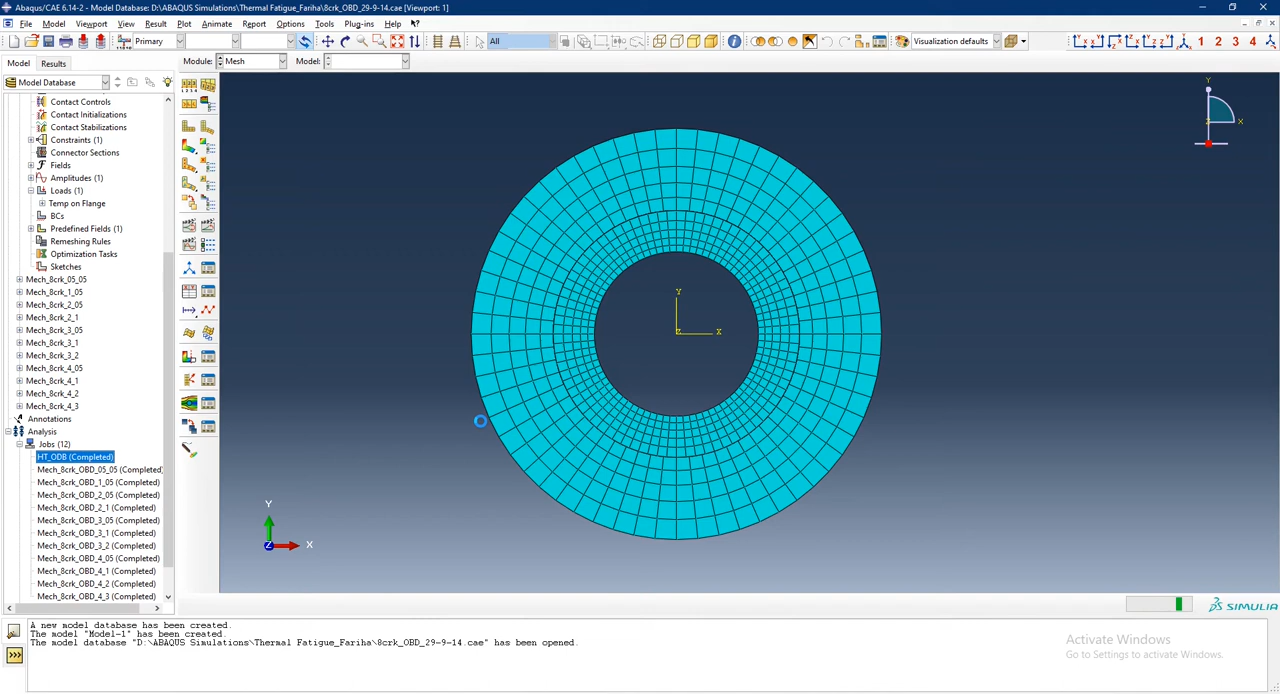 Abaqus/CAE 6.14-2 - Model Database: D:\ABAQUS Simulations\Thermal Fatigue_Fariha\8crk_OBD_29-9-14.cae [Viewport: 1]
File Model Viewport View Result Plot Animate Report Options Tools Plug-ins Help
Primary All Visualization defaults 1 2 3 4
Model Results Module: Mesh Model:
Model Database
Contact Controls
Contact Initializations
Contact Stabilizations
Constraints (1)
Connector Sections
Fields
Amplitudes (1)
Loads (1)
Temp on Flange
BCs
Predefined Fields (1)
Remeshing Rules
Optimization Tasks
Sketches
Mech_8crk_05_05
Mech_8crk_1_05
Mech_8crk_2_05
Mech_8crk_2_1
Mech_8crk_3_05
Mech_8crk_3_1
Mech_8crk_3_2
Mech_8crk_4_05
Mech_8crk_4_1
Mech_8crk_4_2
Mech_8crk_4_3
Annotations
Analysis
Jobs (12)
HT_ODB (Completed)
Mech_8crk_OBD_05_05 (Completed)
Mech_8crk_OBD_1_05 (Completed)
Mech_8crk_OBD_2_05 (Completed)
Mech_8crk_OBD_2_1 (Completed)
Mech_8crk_OBD_3_05 (Completed)
Mech_8crk_OBD_3_1 (Completed)
Mech_8crk_OBD_3_2 (Completed)
Mech_8crk_OBD_4_05 (Completed)
Mech_8crk_OBD_4_1 (Completed)
Mech_8crk_OBD_4_2 (Completed)
Mech_8crk_OBD_4_3 (Completed)
Y
Z X
Y
Z X
Y
Z X
SIMULIA
A new model database has been created.
The model "Model-1" has been created.
The model database "D:\ABAQUS Simulations\Thermal Fatigue_Fariha\8crk_OBD_29-9-14.cae" has been opened.
Activate Windows
Go to Settings to activate Windows.